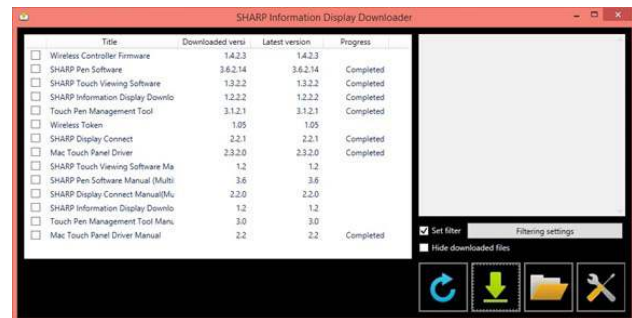 SHARP Information Display Downloader
Title Downloaded versi Latest version Progress
Wireless Controller Firmware 1.4.2.3 1.4.2.3
SHARP Pen Software 3.6.2.14 3.6.2.14 Completed
SHARP Touch Viewing Software 1.3.2.2 1.3.2.2 Completed
SHARP Information Display Downlo 1.2.2.2 1.2.2.2 Completed
Touch Pen Management Tool 3.1.2.1 3.1.2.1 Completed
Wireless Token 1.05 1.05
SHARP Display Connect 2.2.1 2.2.1 Completed
Mac Touch Panel Driver 2.3.2.0 2.3.2.0 Completed
SHARP Touch Viewing Software Ma 1.2 1.2
SHARP Pen Software Manual (Multi 3.6 3.6
SHARP Display Connect Manual(Mu 2.2.0 2.2.0
SHARP Information Display Downlo 1.2 1.2
Touch Pen Management Tool Manu 3.0 3.0
Mac Touch Panel Driver Manual 2.2 2.2 Completed
Set filter Filtering settings
Hide downloaded files